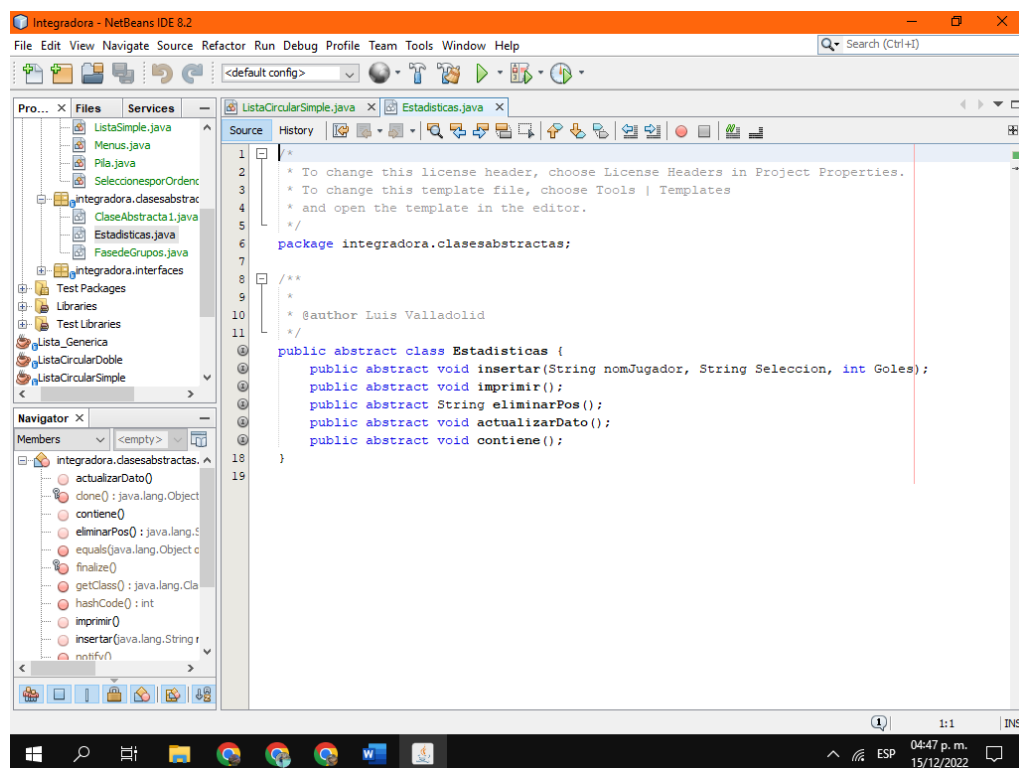 Integradora - NetBeans IDE 8.2
File Edit View Navigate Source Refactor Run Debug Profile Team Tools Window Help
Search (Ctrl+I)
<default config>
Pro... Files Services
ListaSimple.java
Menus.java
Pila.java
SeleccionesporOrdenc
integradora.clasesabstrac
ClaseAbstracta1.java
Estadisticas.java
FasedeGrupos.java
integradora.interfaces
Test Packages
Libraries
Test Libraries
Lista_Generica
ListaCircularDoble
ListaCircularSimple
Navigator
Members <empty>
integradora.clasesabstractas.
actualizarDato()
clone() : java.lang.Object
contiene()
eliminarPos() : java.lang.S
equals(java.lang.Object o
finalize()
getClass() : java.lang.Cla
hashCode() : int
imprimir()
insertar(java.lang.String n
notify()
ListaCircularSimple.java Estadisticas.java
Source History
1 /*
2 * To change this license header, choose License Headers in Project Properties.
3 * To change this template file, choose Tools | Templates
4 * and open the template in the editor.
5 */
6 package integradora.clasesabstractas;
7
8 /**
9 *
10 * @author Luis Valladolid
11 */
public abstract class Estadisticas {
public abstract void insertar(String nomJugador, String Seleccion, int Goles);
public abstract void imprimir();
public abstract String eliminarPos();
public abstract void actualizarDato();
public abstract void contiene();
18 }
19
1 1:1 INS
ESP 04:47 p. m.
15/12/2022